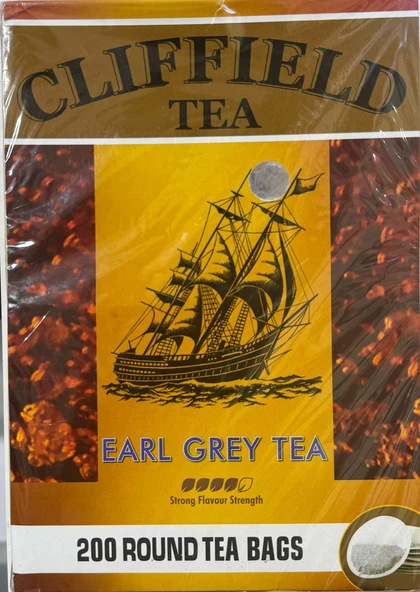 CLIFFIELD
TEA
EARL GREY TEA
Strong Flavour Strength
200 ROUND TEA BAGS